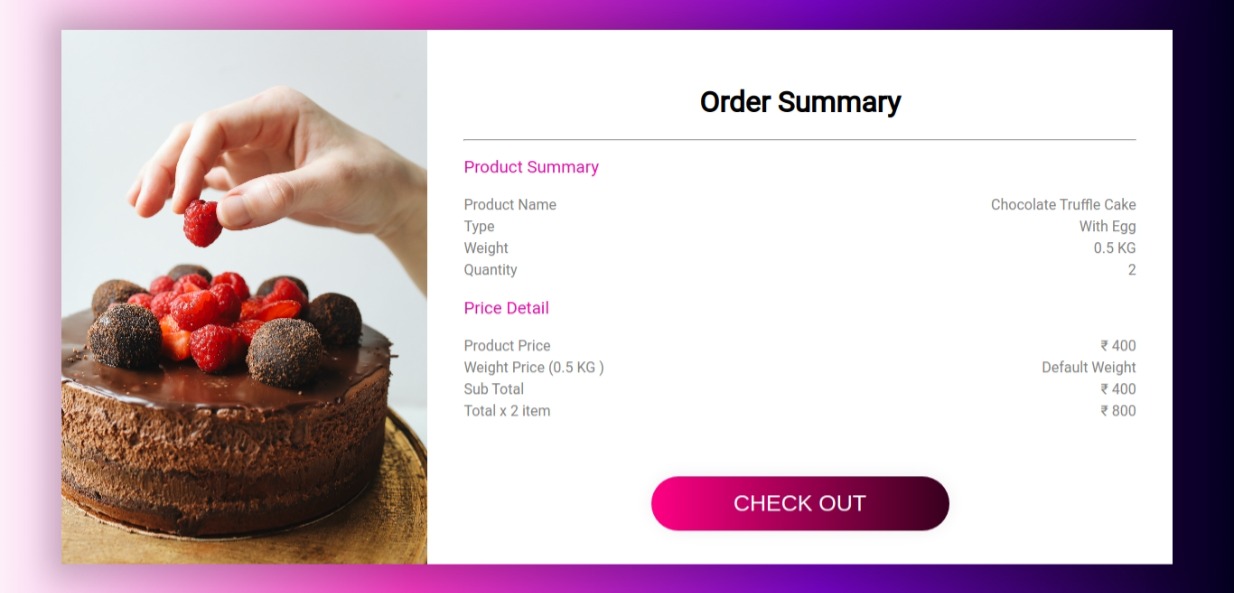 Order Summary
Product Summary
Product Name Chocolate Truffle Cake
Type With Egg
Weight 0.5 KG
Quantity 2
Price Detail
Product Price ₹ 400
Weight Price (0.5 KG ) Default Weight
Sub Total ₹ 400
Total x 2 item ₹ 800
CHECK OUT